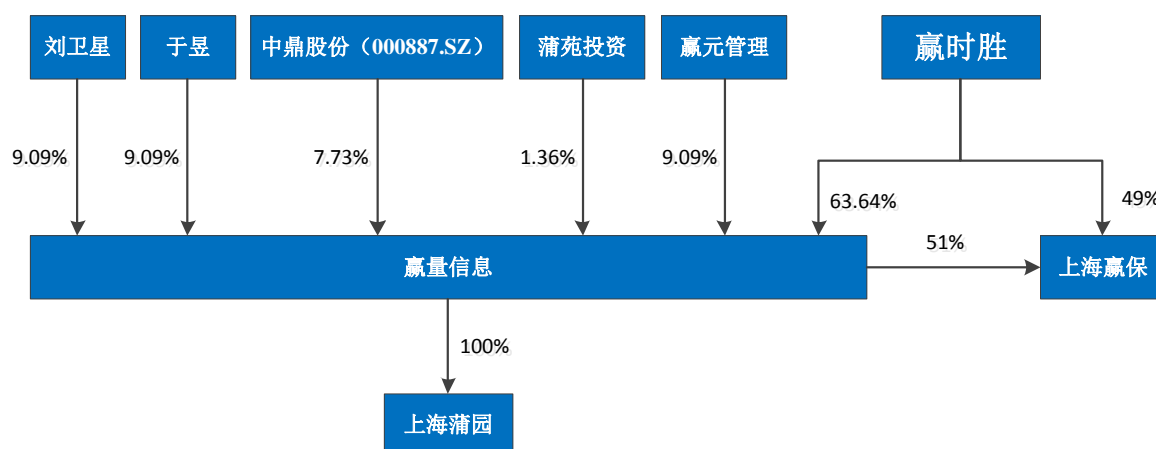 刘卫星
于昱
中鼎股份（000887.SZ）
蒲苑投资
赢元管理
赢时胜
9.09%
9.09%
7.73%
1.36%
9.09%
63.64%
49%
赢量信息
51%
上海赢保
100%
上海蒲园